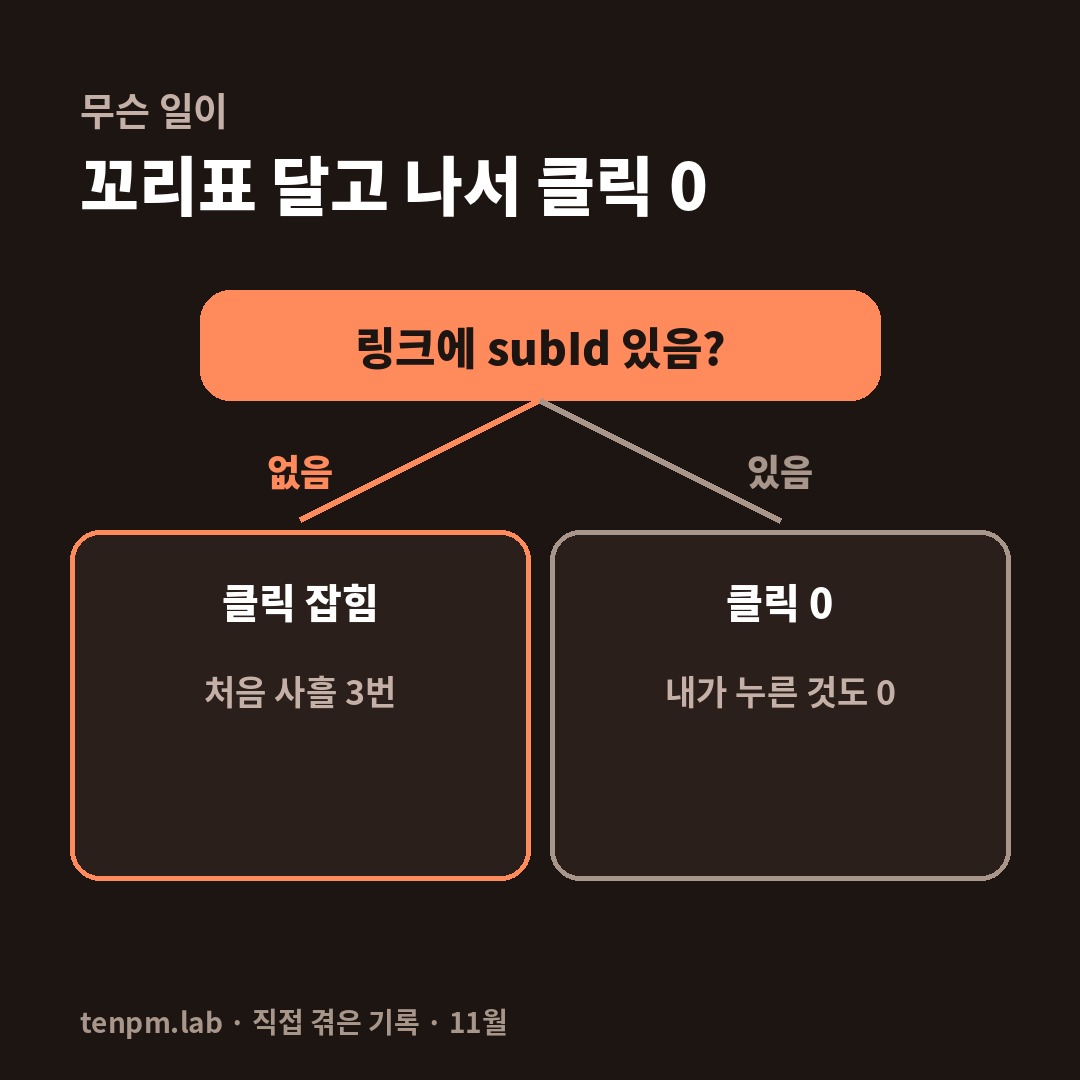 무슨 일이
꼬리표 달고 나서 클릭 0
링크에 subId 있음?
없음
있음
클릭 잡힘
처음 사흘 3번
클릭 0
내가 누른 것도 0
tenpm.lab · 직접 겪은 기록 · 11월